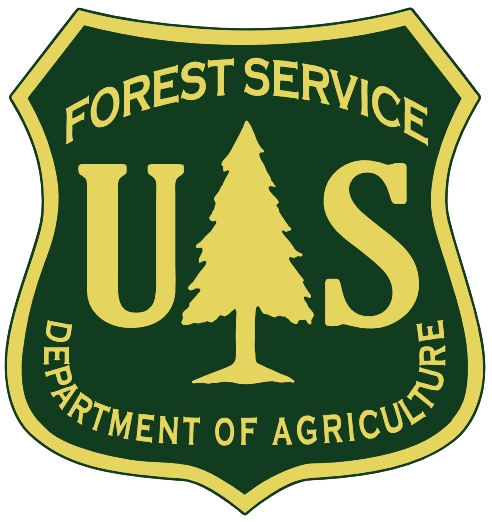 FOREST SERVICE
U S
DEPARTMENT OF AGRICULTURE